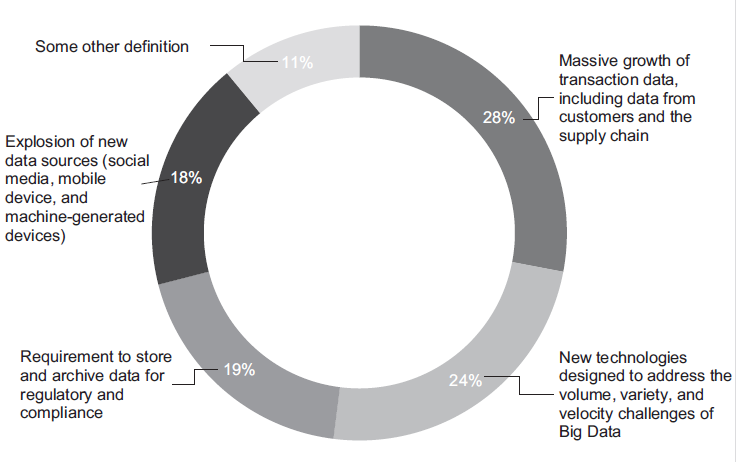 Some other definition
11%
Massive growth of
transaction data,
including data from
customers and the
supply chain
28%
Explosion of new
data sources (social
media, mobile
device, and
machine-generated
devices)
18%
Requirement to store
and archive data for
regulatory and
compliance
19%
New technologies
designed to address the
volume, variety, and
velocity challenges of
Big Data
24%